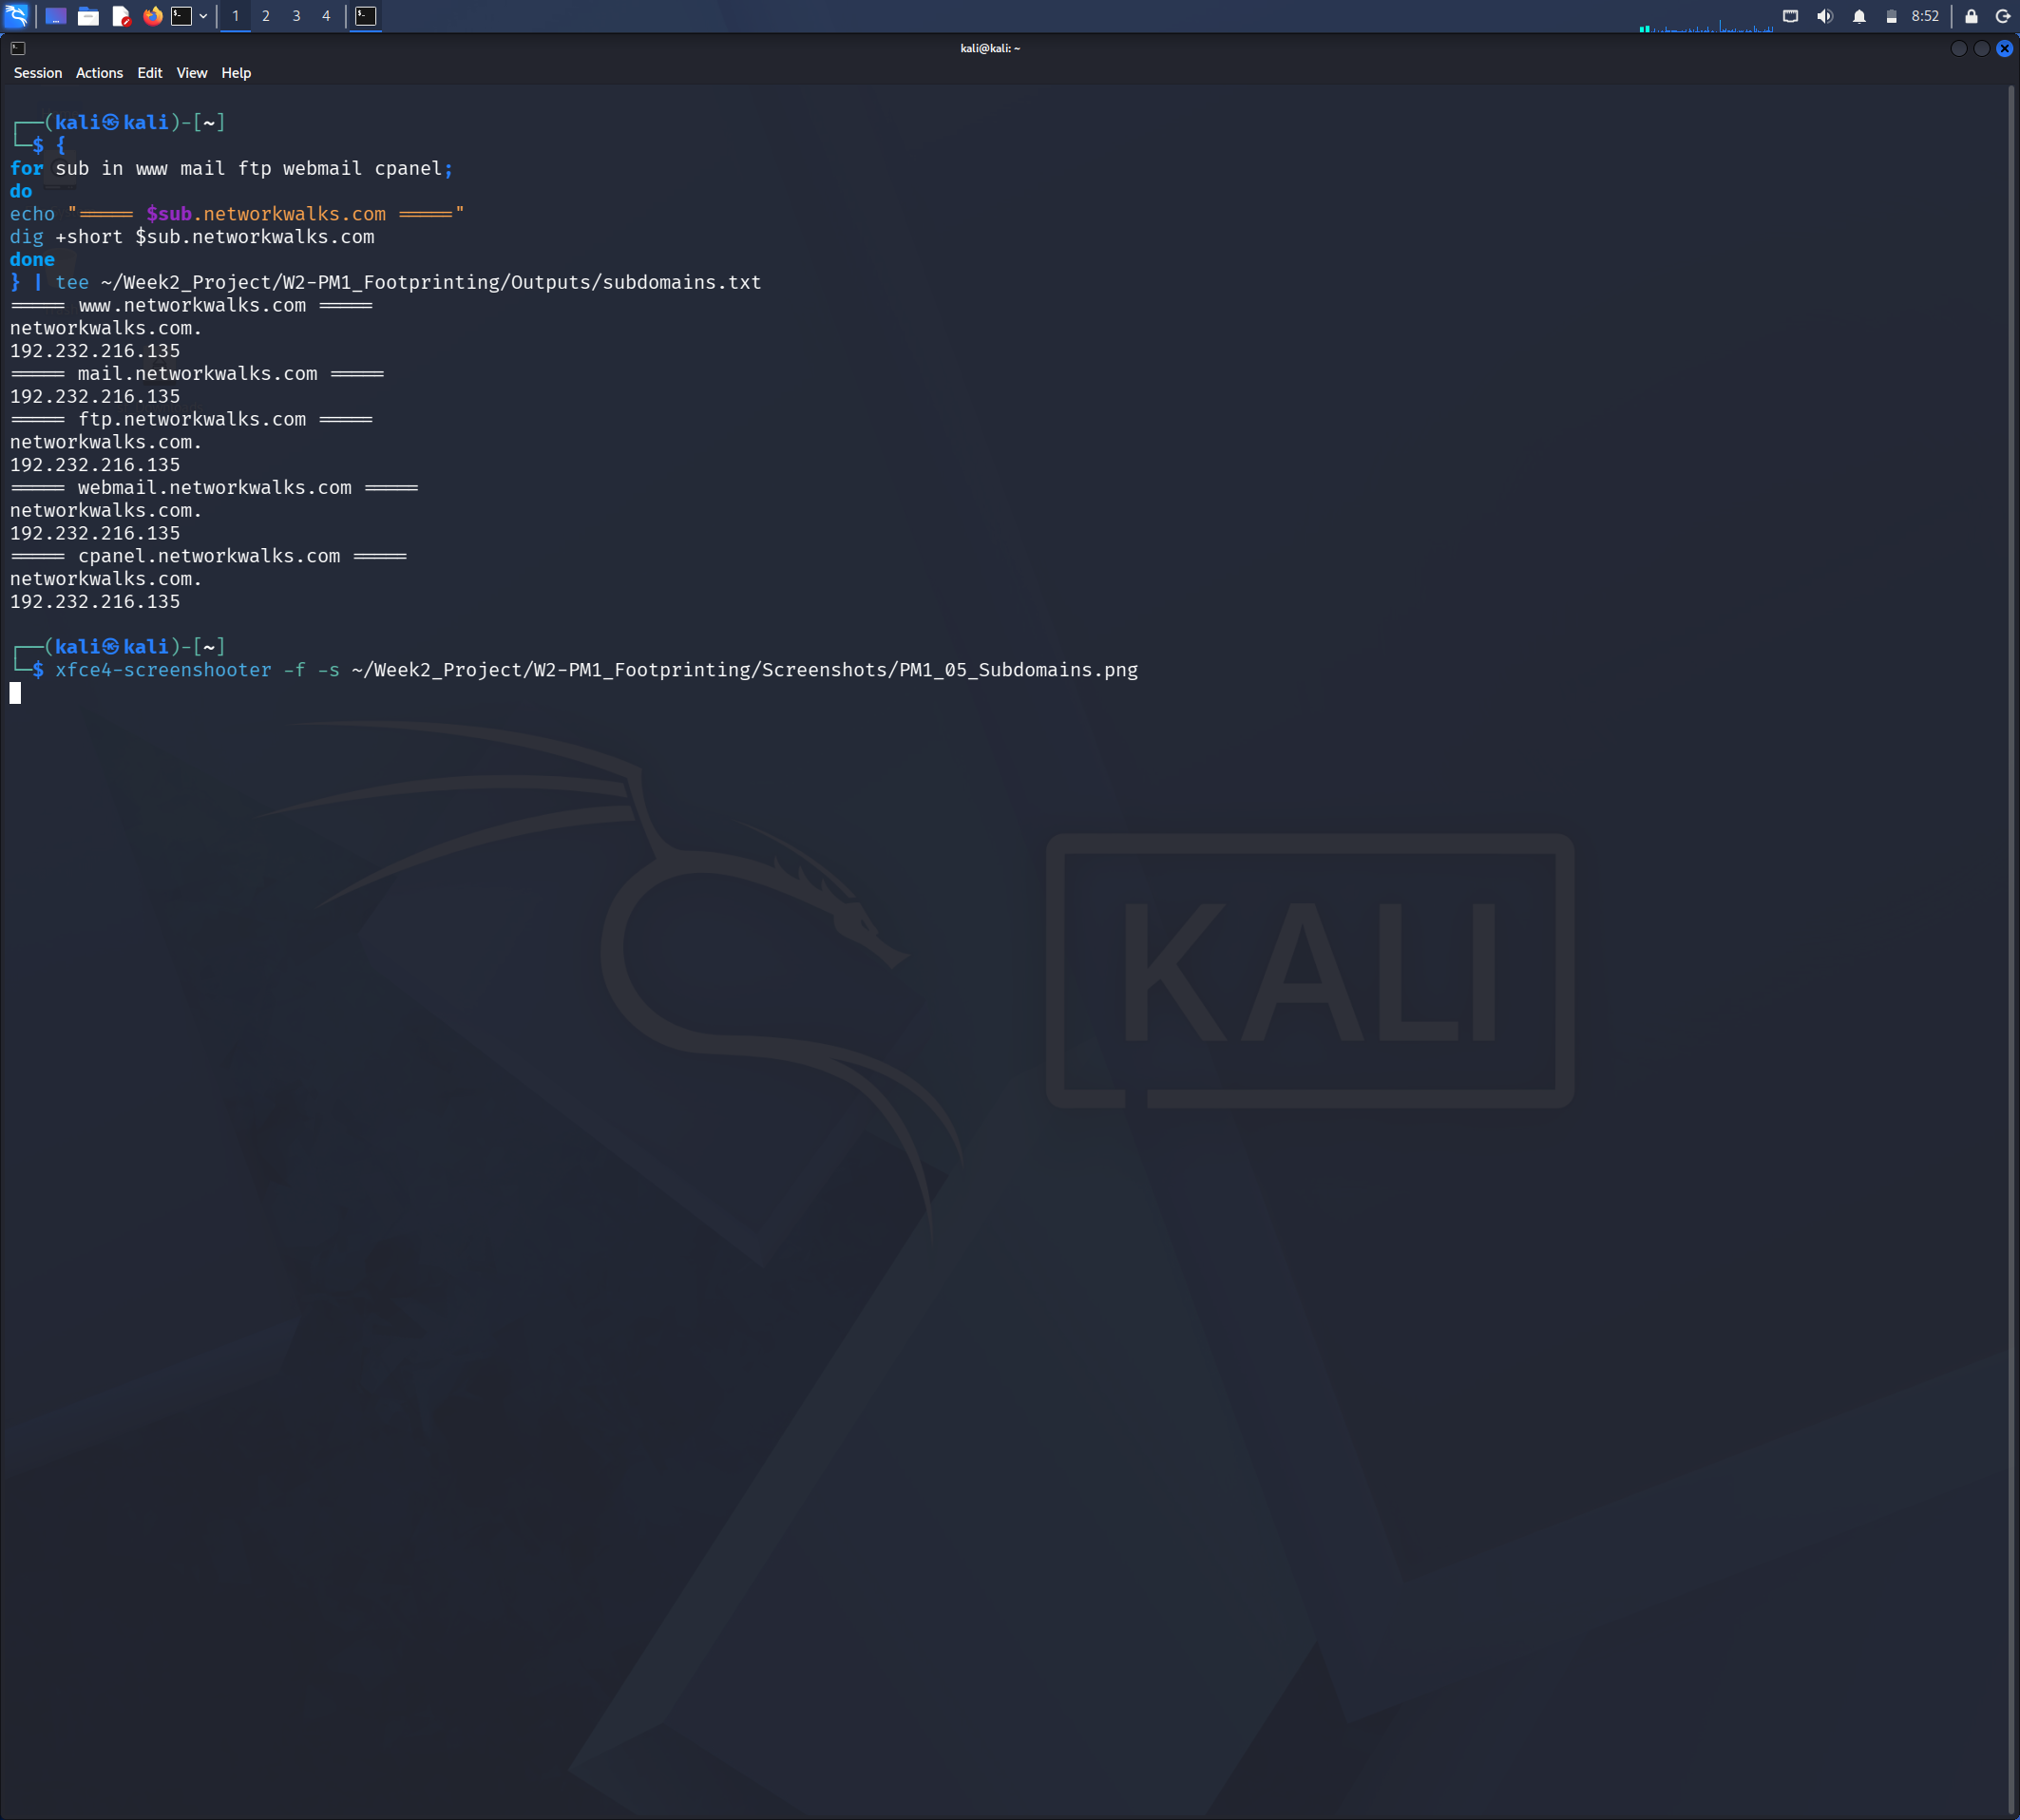 1 2 3 4 8:52
kali@kali: ~
Session Actions Edit View Help
┌──(kali㉿kali)-[~]
└─$ {
for sub in www mail ftp webmail cpanel;
do
echo "===== $sub.networkwalks.com ====="
dig +short $sub.networkwalks.com
done
} | tee ~/Week2_Project/W2-PM1_Footprinting/Outputs/subdomains.txt
===== www.networkwalks.com =====
networkwalks.com.
192.232.216.135
===== mail.networkwalks.com =====
192.232.216.135
===== ftp.networkwalks.com =====
networkwalks.com.
192.232.216.135
===== webmail.networkwalks.com =====
networkwalks.com.
192.232.216.135
===== cpanel.networkwalks.com =====
networkwalks.com.
192.232.216.135
┌──(kali㉿kali)-[~]
└─$ xfce4-screenshooter -f -s ~/Week2_Project/W2-PM1_Footprinting/Screenshots/PM1_05_Subdomains.png
KALI